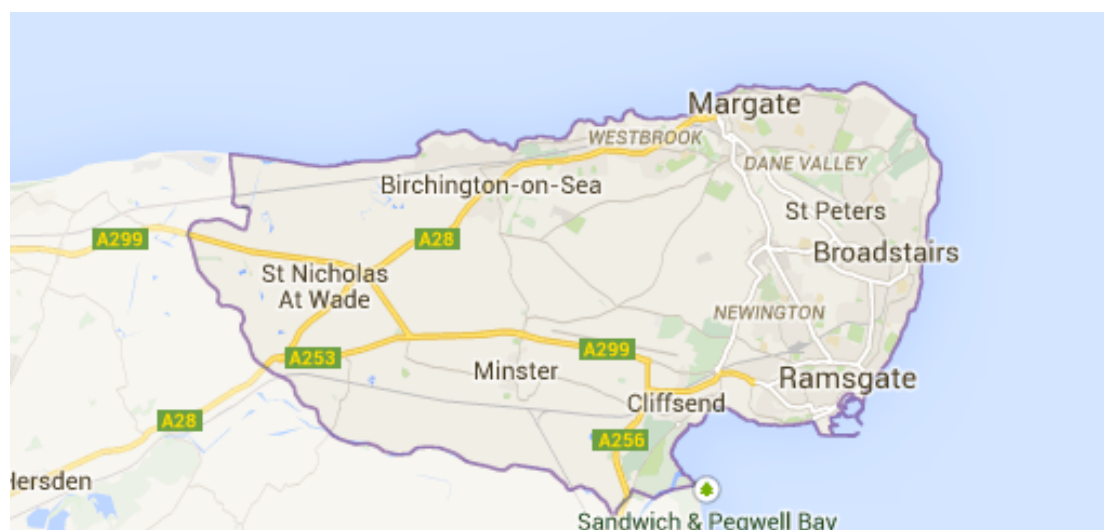 Margate
WESTBROOK
DANE VALLEY
Birchington-on-Sea
St Peters
A299
A28
Broadstairs
St Nicholas
At Wade
NEWINGTON
A299
A253
Minster
Ramsgate
Cliffsend
A28
A256
Hersden
Sandwich & Pegwell Bay